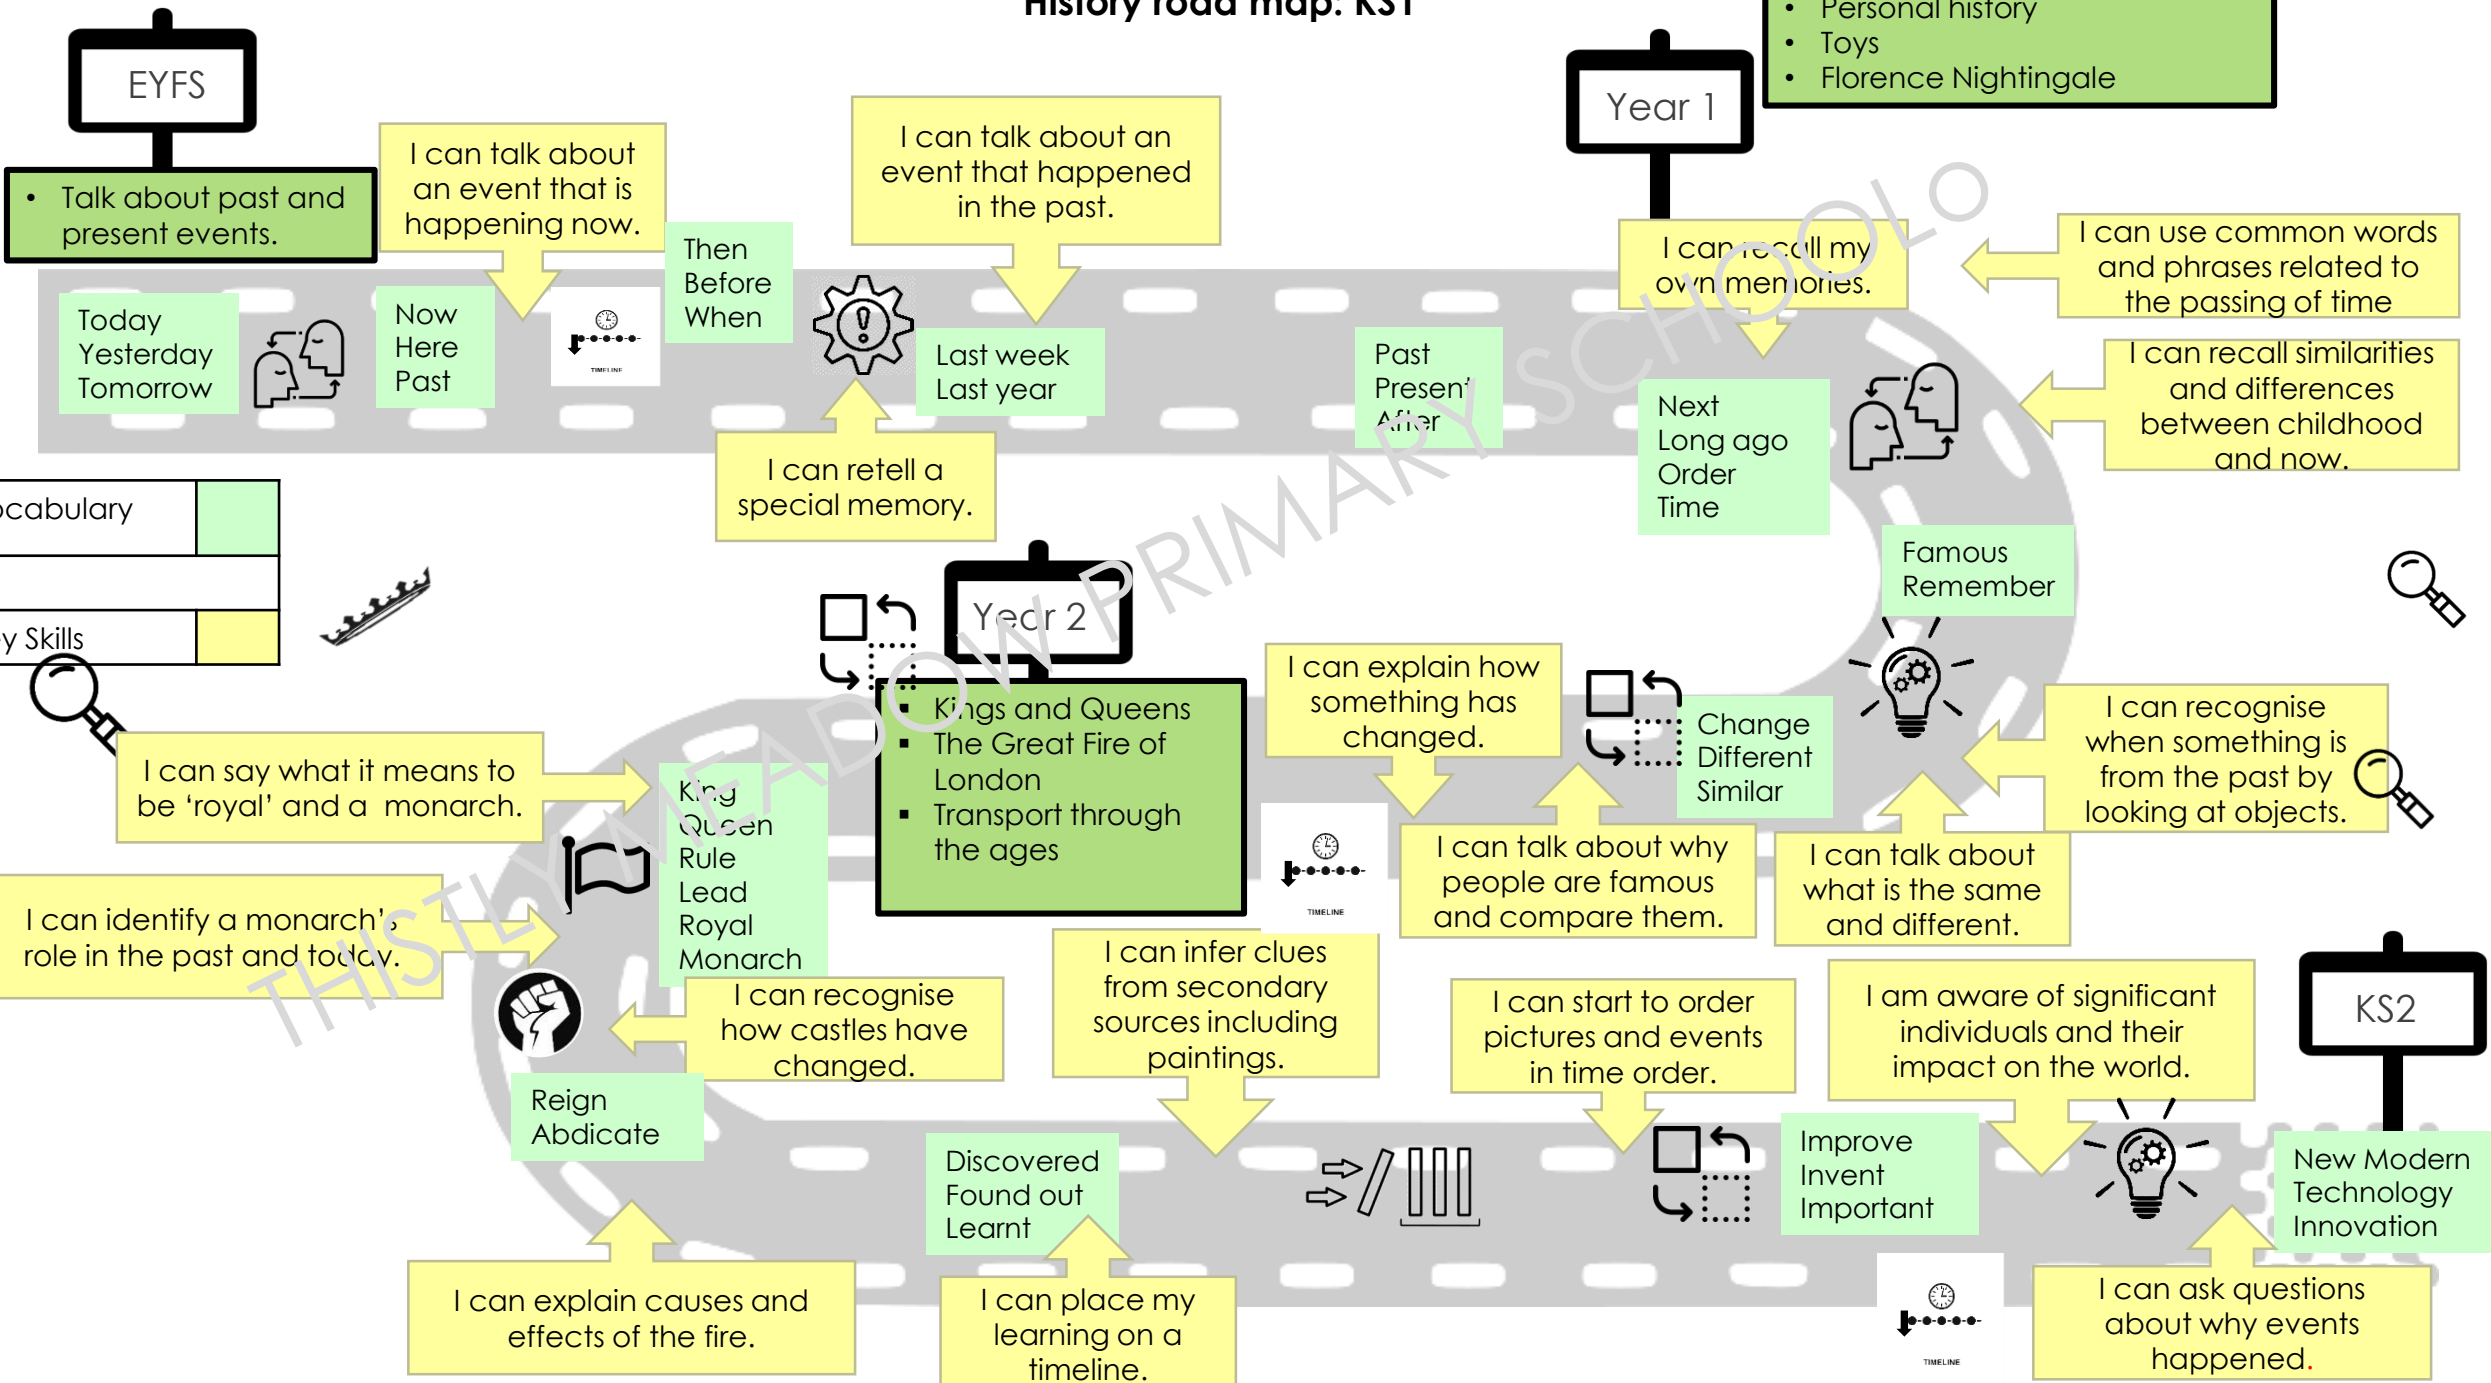 History road map: KS1
Personal history
Toys
Florence Nightingale
EYFS
Year 1
Talk about past and
present events.
I can talk about
an event that is
happening now.
I can talk about an
event that happened
in the past.
I can recall my
own memories.
I can use common words
and phrases related to
the passing of time
Today
Yesterday
Tomorrow
Now
Here
Past
TIMELINE
Then
Before
When
Last week
Last year
Past
Present
After
Next
Long ago
Order
Time
I can recall similarities
and differences
between childhood
and now.
I can retell a
special memory.
Skills
Famous
Remember
Year 2
Kings and Queens
The Great Fire of
London
Transport through
the ages
I can explain how
something has
changed.
Change
Different
Similar
I can recognise
when something is
from the past by
looking at objects.
I can say what it means to
be ‘royal’ and a monarch.
King
Queen
Rule
Lead
Royal
Monarch
TIMELINE
I can talk about why
people are famous
and compare them.
I can talk about
what is the same
and different.
I can identify a monarch’s
role in the past and today.
I can recognise
how castles have
changed.
I can infer clues
from secondary
sources including
paintings.
I can start to order
pictures and events
in time order.
I am aware of significant
individuals and their
impact on the world.
KS2
Reign
Abdicate
Discovered
Found out
Learnt
Improve
Invent
Important
New Modern
Technology
Innovation
I can explain causes and
effects of the fire.
I can place my
learning on a
timeline.
TIMELINE
I can ask questions
about why events
happened.
THISTLY MEADOW PRIMARY SCHOOL